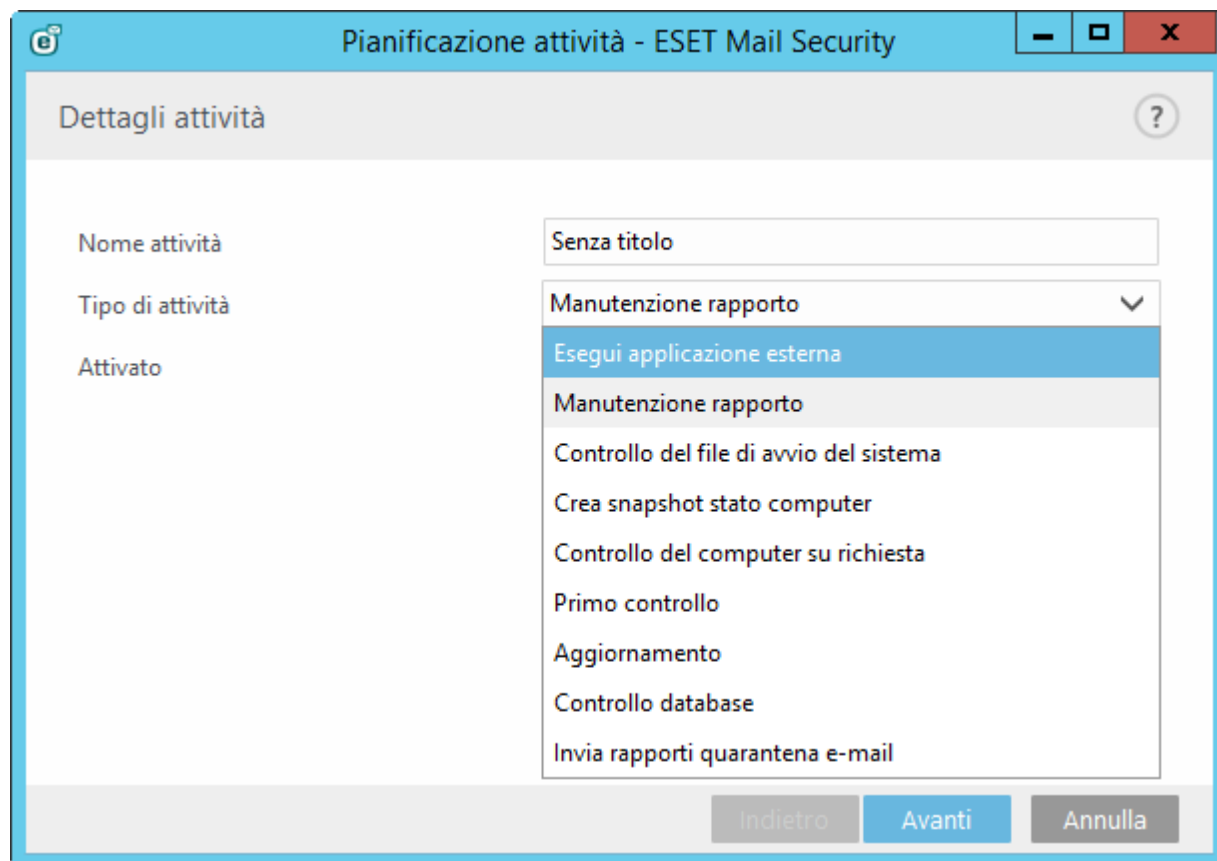 Pianificazione attività - ESET Mail Security
Dettagli attività
?
Nome attività
Senza titolo
Tipo di attività
Manutenzione rapporto
Attivato
Esegui applicazione esterna
Manutenzione rapporto
Controllo del file di avvio del sistema
Crea snapshot stato computer
Controllo del computer su richiesta
Primo controllo
Aggiornamento
Controllo database
Invia rapporti quarantena e-mail
Indietro
Avanti
Annulla